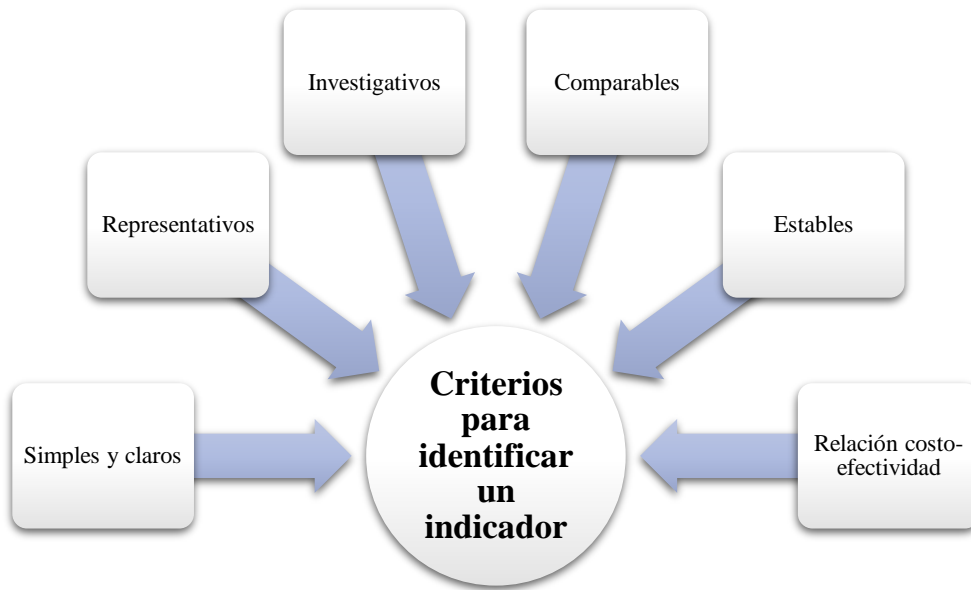 Investigativos
Comparables
Representativos
Estables
Simples y claros
Criterios
para
identificar
un
indicador
Relación costo-
efectividad